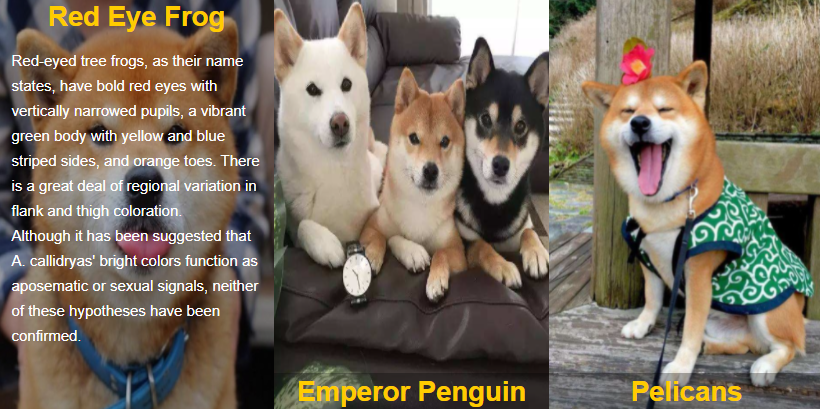 Red Eye Frog
Red-eyed tree frogs, as their name
states, have bold red eyes with
vertically narrowed pupils, a vibrant
green body with yellow and blue
striped sides, and orange toes. There
is a great deal of regional variation in
flank and thigh coloration.
Although it has been suggested that
A. callidryas' bright colors function as
aposematic or sexual signals, neither
of these hypotheses have been
confirmed.
Emperor Penguin
Pelicans